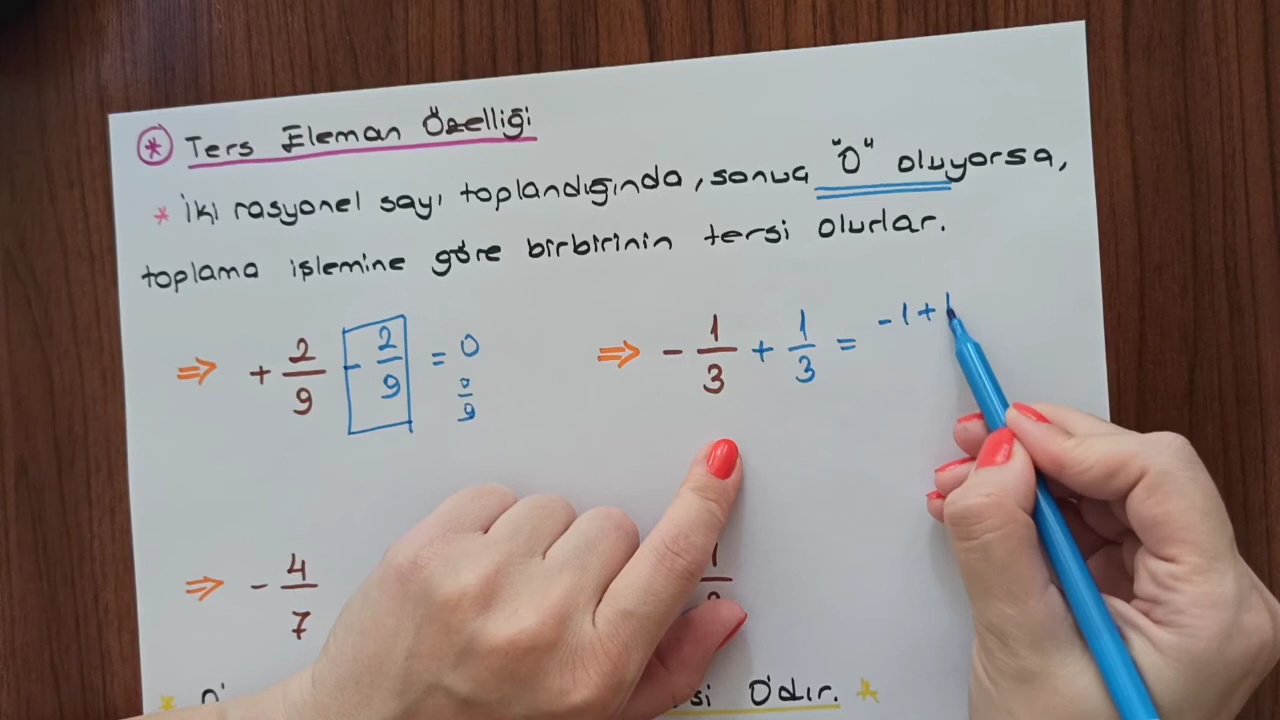 * Ters Eleman Özelliği
* İki rasyonel sayı toplandığında, sonuç "0" oluyorsa,
toplama işlemine göre birbirinin tersi olurlar.
⇒ + 2/9 - 2/9 = 0 0/9
⇒ - 1/3 + 1/3 = -1+1
⇒ - 4/7
* si 0'dır. *